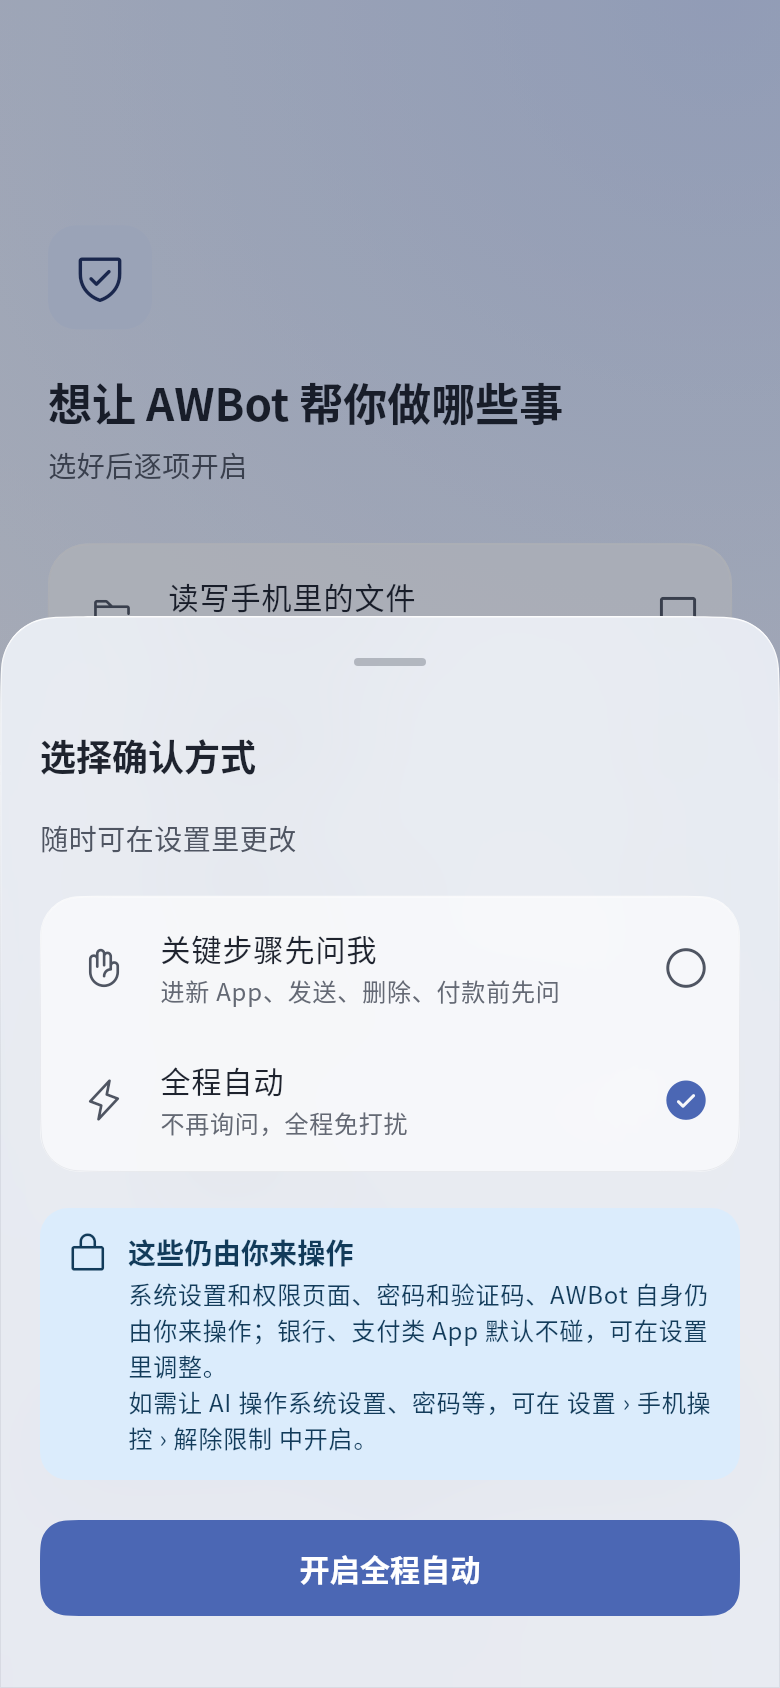 想让 AWBot 帮你做哪些事
选好后逐项开启
读写手机里的文件
选择确认方式
随时可在设置里更改
关键步骤先问我
进新 App、发送、删除、付款前先问
全程自动
不再询问，全程免打扰
这些仍由你来操作
系统设置和权限页面、密码和验证码、AWBot 自身仍
由你来操作；银行、支付类 App 默认不碰，可在设置
里调整。
如需让 AI 操作系统设置、密码等，可在 设置 › 手机操
控 › 解除限制 中开启。
开启全程自动